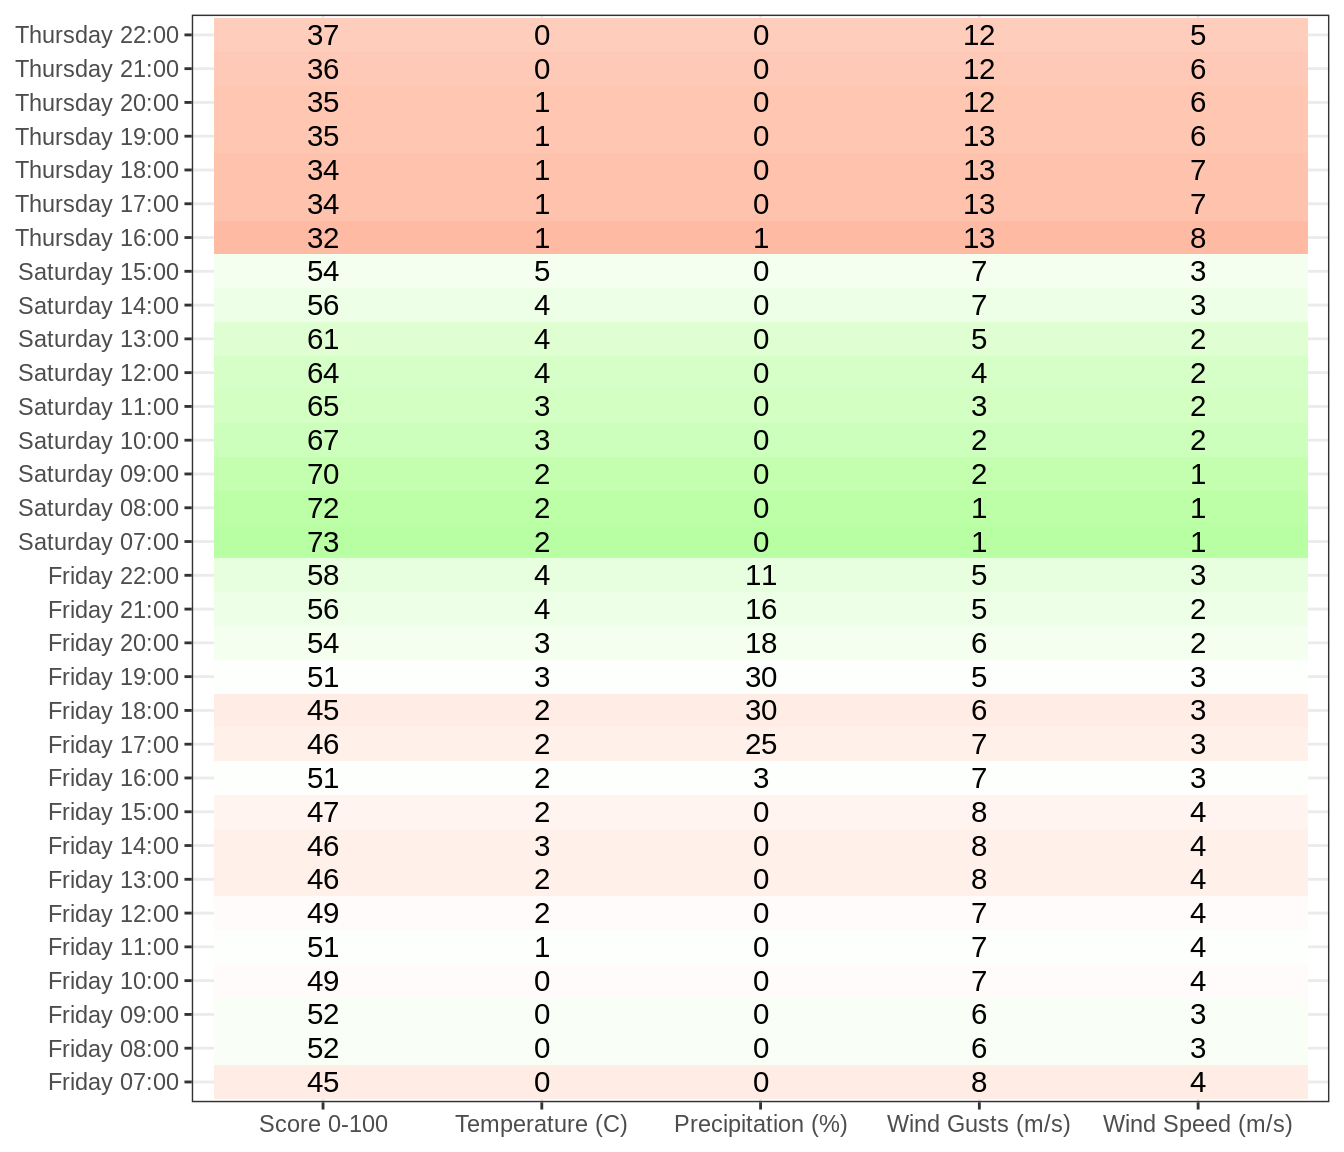 Thursday 22:00 37 0 0 12 5
Thursday 21:00 36 0 0 12 6
Thursday 20:00 35 1 0 12 6
Thursday 19:00 35 1 0 13 6
Thursday 18:00 34 1 0 13 7
Thursday 17:00 34 1 0 13 7
Thursday 16:00 32 1 1 13 8
Saturday 15:00 54 5 0 7 3
Saturday 14:00 56 4 0 7 3
Saturday 13:00 61 4 0 5 2
Saturday 12:00 64 4 0 4 2
Saturday 11:00 65 3 0 3 2
Saturday 10:00 67 3 0 2 2
Saturday 09:00 70 2 0 2 1
Saturday 08:00 72 2 0 1 1
Saturday 07:00 73 2 0 1 1
Friday 22:00 58 4 11 5 3
Friday 21:00 56 4 16 5 2
Friday 20:00 54 3 18 6 2
Friday 19:00 51 3 30 5 3
Friday 18:00 45 2 30 6 3
Friday 17:00 46 2 25 7 3
Friday 16:00 51 2 3 7 3
Friday 15:00 47 2 0 8 4
Friday 14:00 46 3 0 8 4
Friday 13:00 46 2 0 8 4
Friday 12:00 49 2 0 7 4
Friday 11:00 51 1 0 7 4
Friday 10:00 49 0 0 7 4
Friday 09:00 52 0 0 6 3
Friday 08:00 52 0 0 6 3
Friday 07:00 45 0 0 8 4
Score 0-100 Temperature (C) Precipitation (%) Wind Gusts (m/s) Wind Speed (m/s)